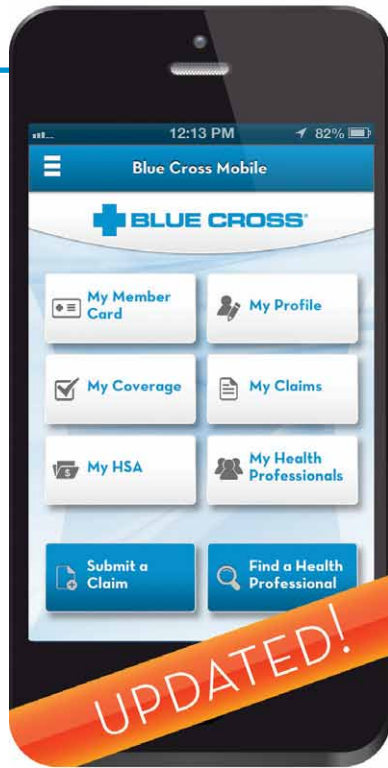 12:13 PM 82%
Blue Cross Mobile
BLUE CROSS®
My Member
Card
My Profile
My Coverage
My Claims
My HSA
My Health
Professionals
Submit a
Claim
Find a Health
Professional
UPDATED!